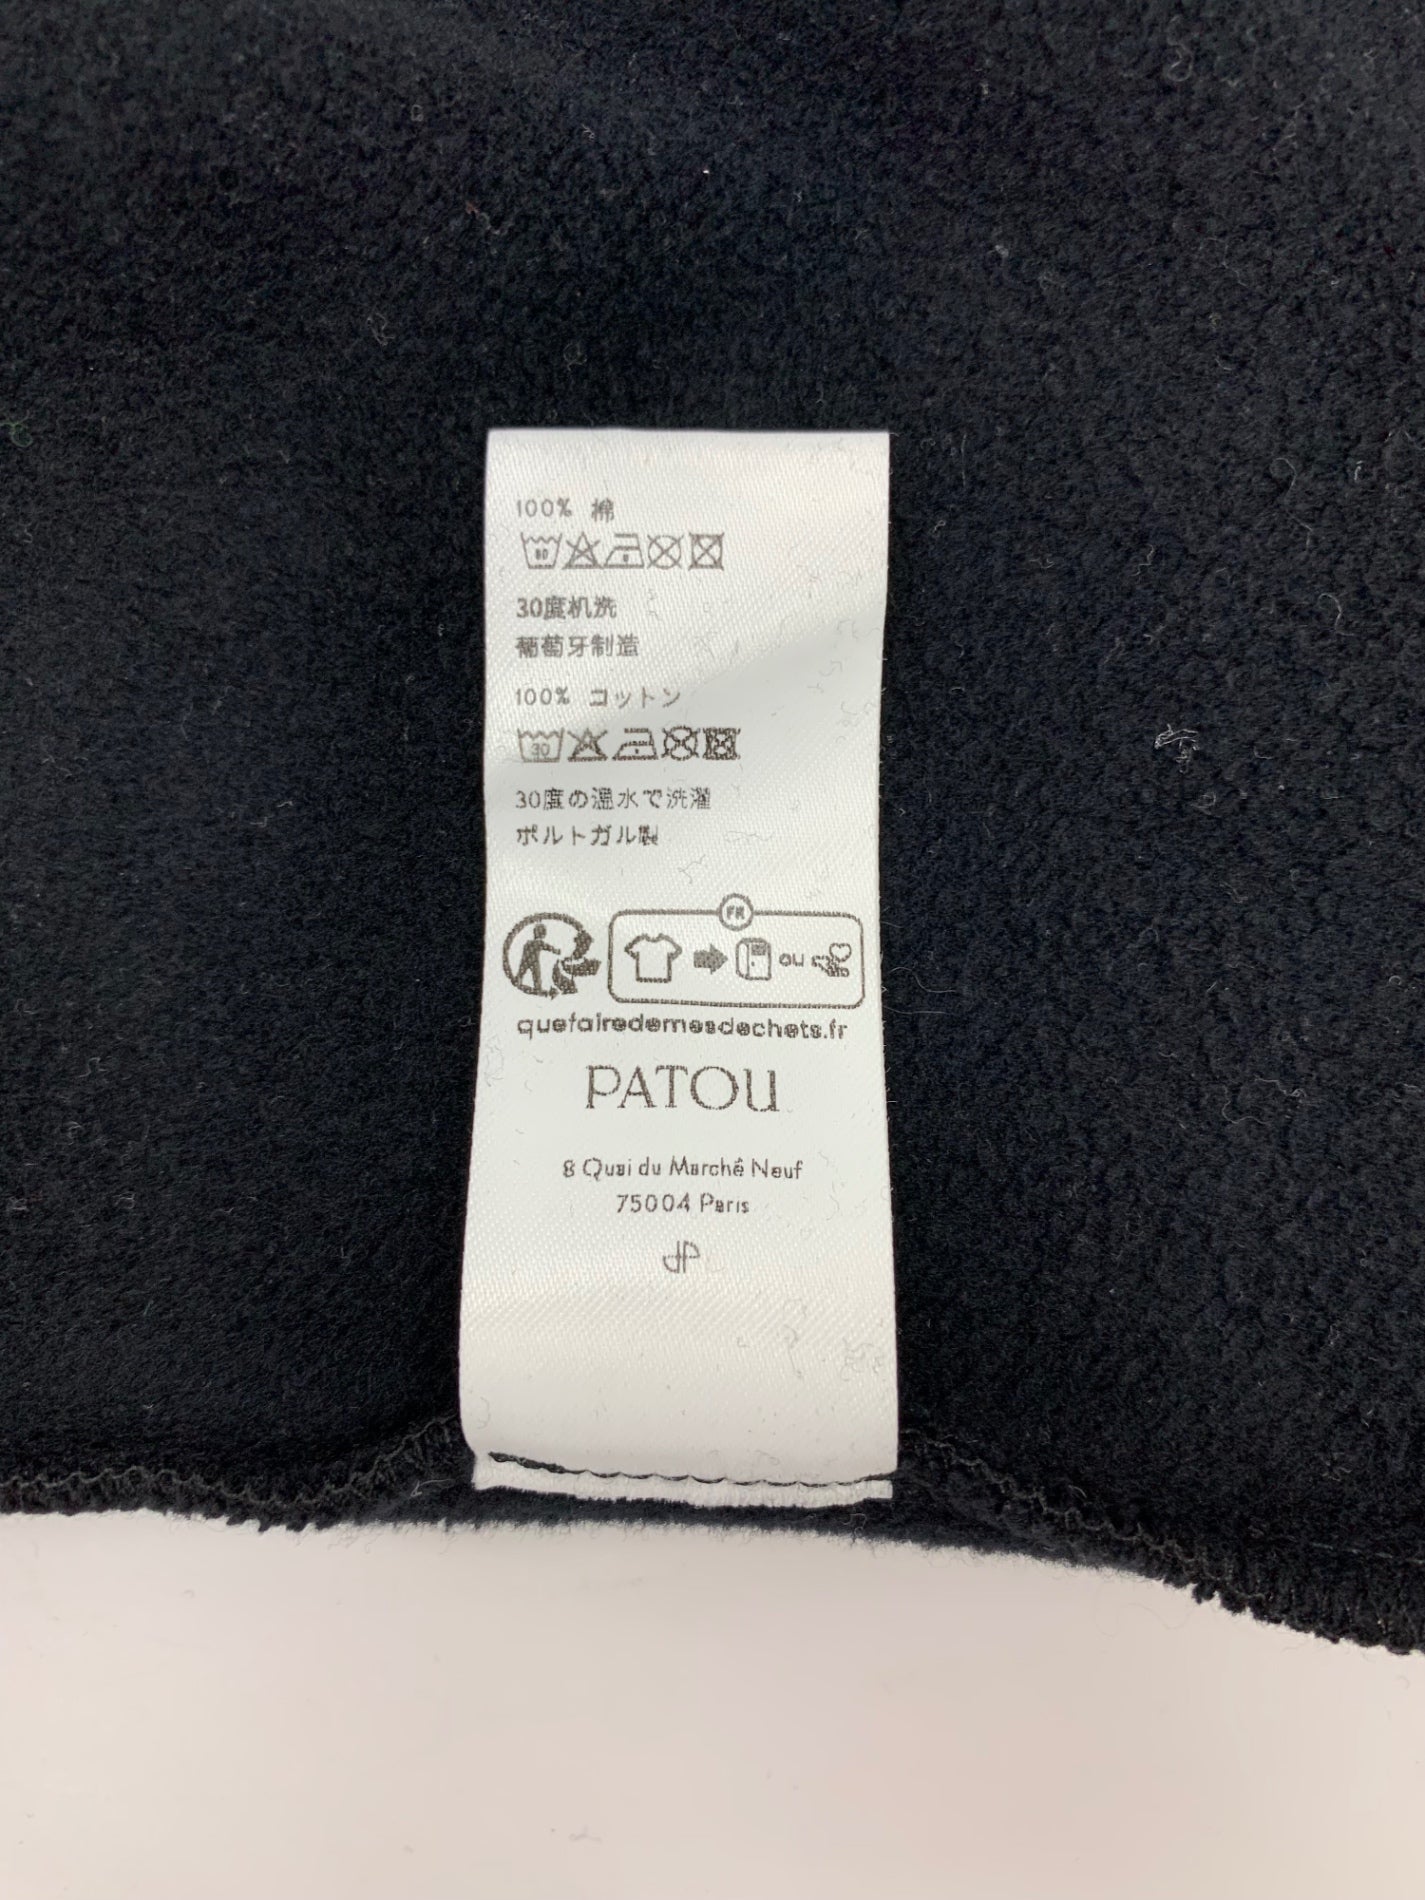 100% 棉
30度机洗
葡萄牙制造
100% コットン
30
30度の温水で洗濯
ポルトガル製
FR
ou
quefairedemesdechets.fr
PATOU
8 Quai du Marché Neuf
75004 Paris
JP